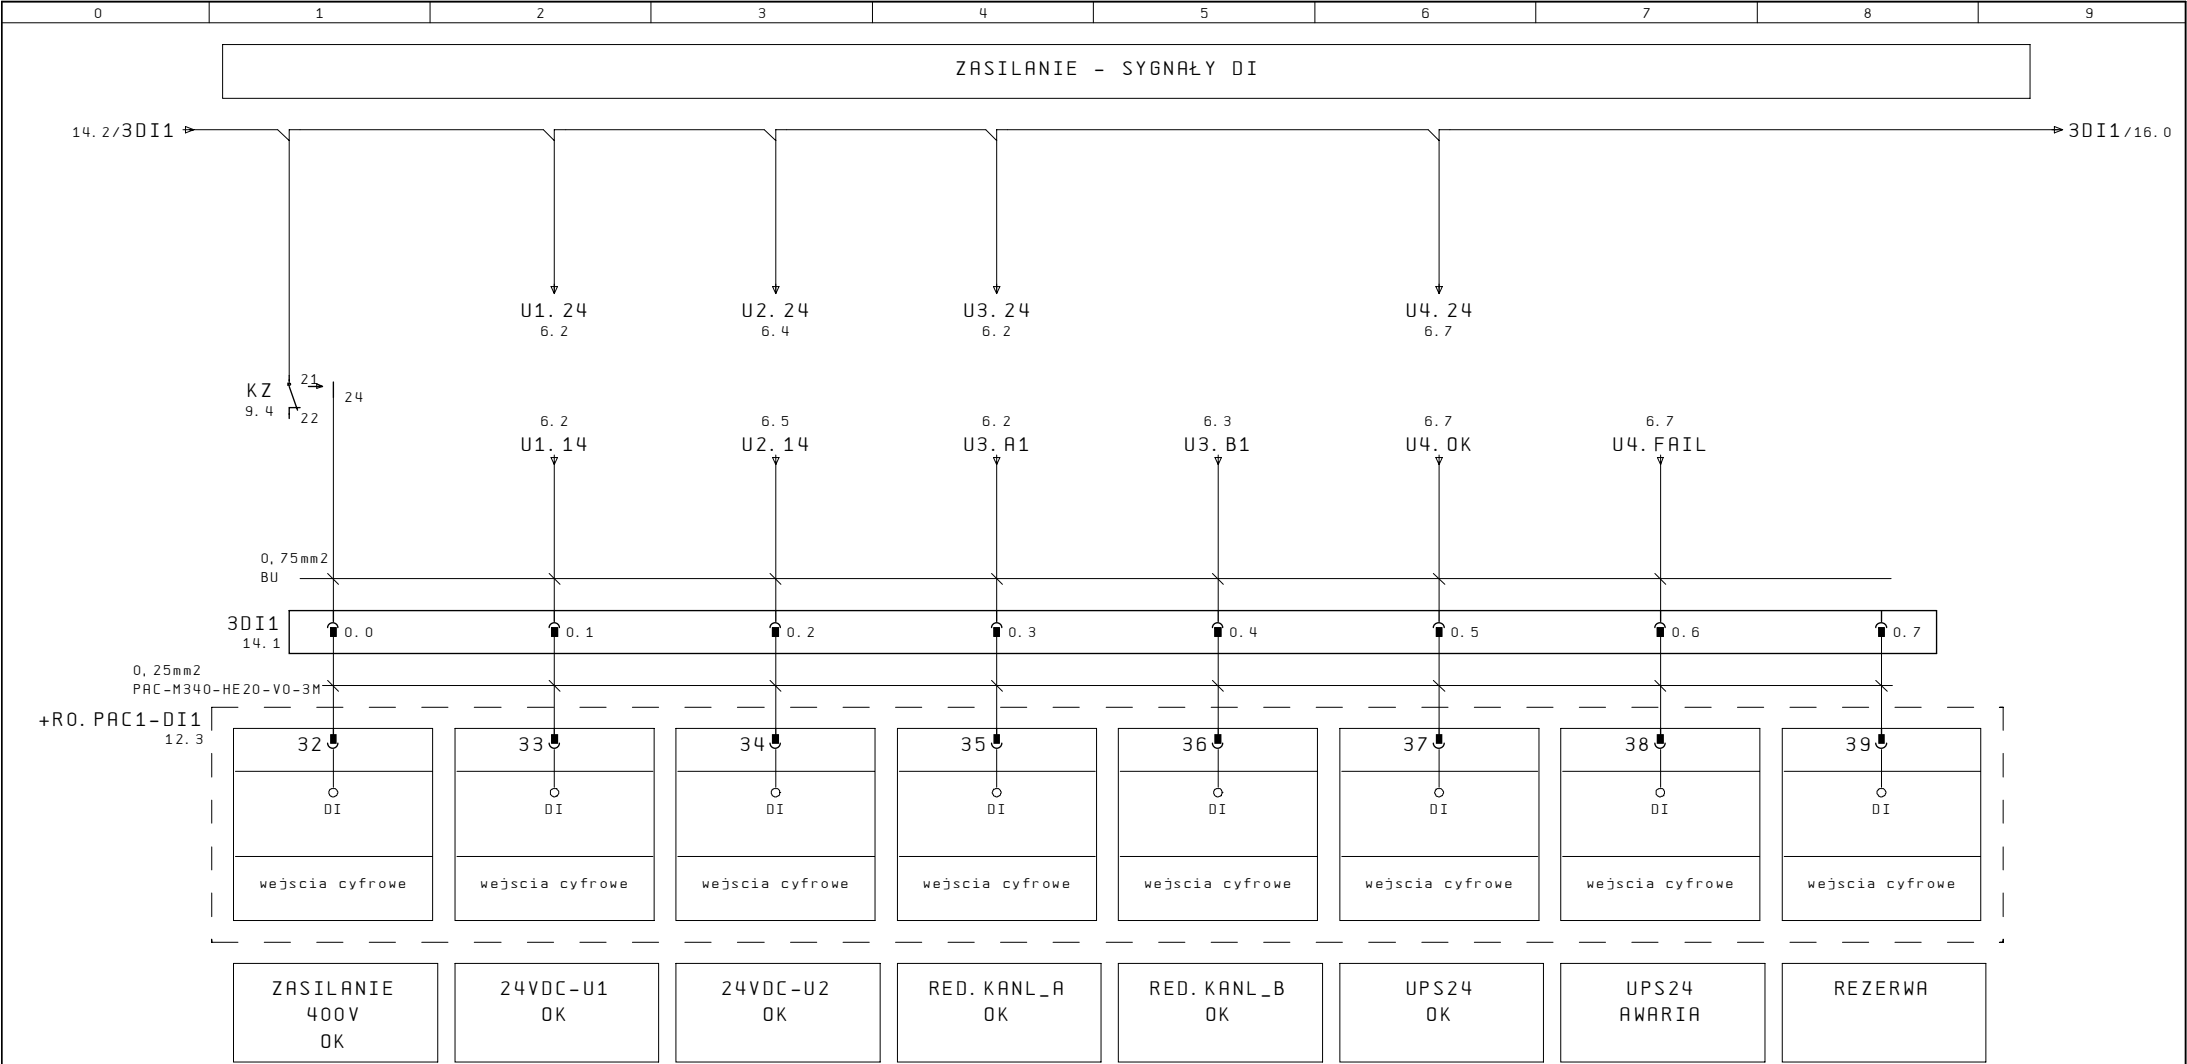 0 1 2 3 4 5 6 7 8 9
ZASILANIE - SYGNAŁY DI
14.2/3DI1 3DI1/16.0
U1.24 U2.24 U3.24 U4.24
6.2 6.4 6.2 6.7
KZ 21 24
9.4 22
6.2 6.5 6.2 6.3 6.7 6.7
U1.14 U2.14 U3.A1 U3.B1 U4.OK U4.FAIL
0,75mm2
BU
3DI1 0.0 0.1 0.2 0.3 0.4 0.5 0.6 0.7
14.1
0,25mm2
PAC-M340-HE20-V0-3M
+RO.PAC1-DI1
12.3
32 33 34 35 36 37 38 39
DI DI DI DI DI DI DI DI
wejscia cyfrowe wejscia cyfrowe wejscia cyfrowe wejscia cyfrowe wejscia cyfrowe wejscia cyfrowe wejscia cyfrowe wejscia cyfrowe
ZASILANIE 24VDC-U1 24VDC-U2 RED.KANL_A RED.KANL_B UPS24 UPS24 REZERWA
400V OK OK OK OK OK AWARIA
OK